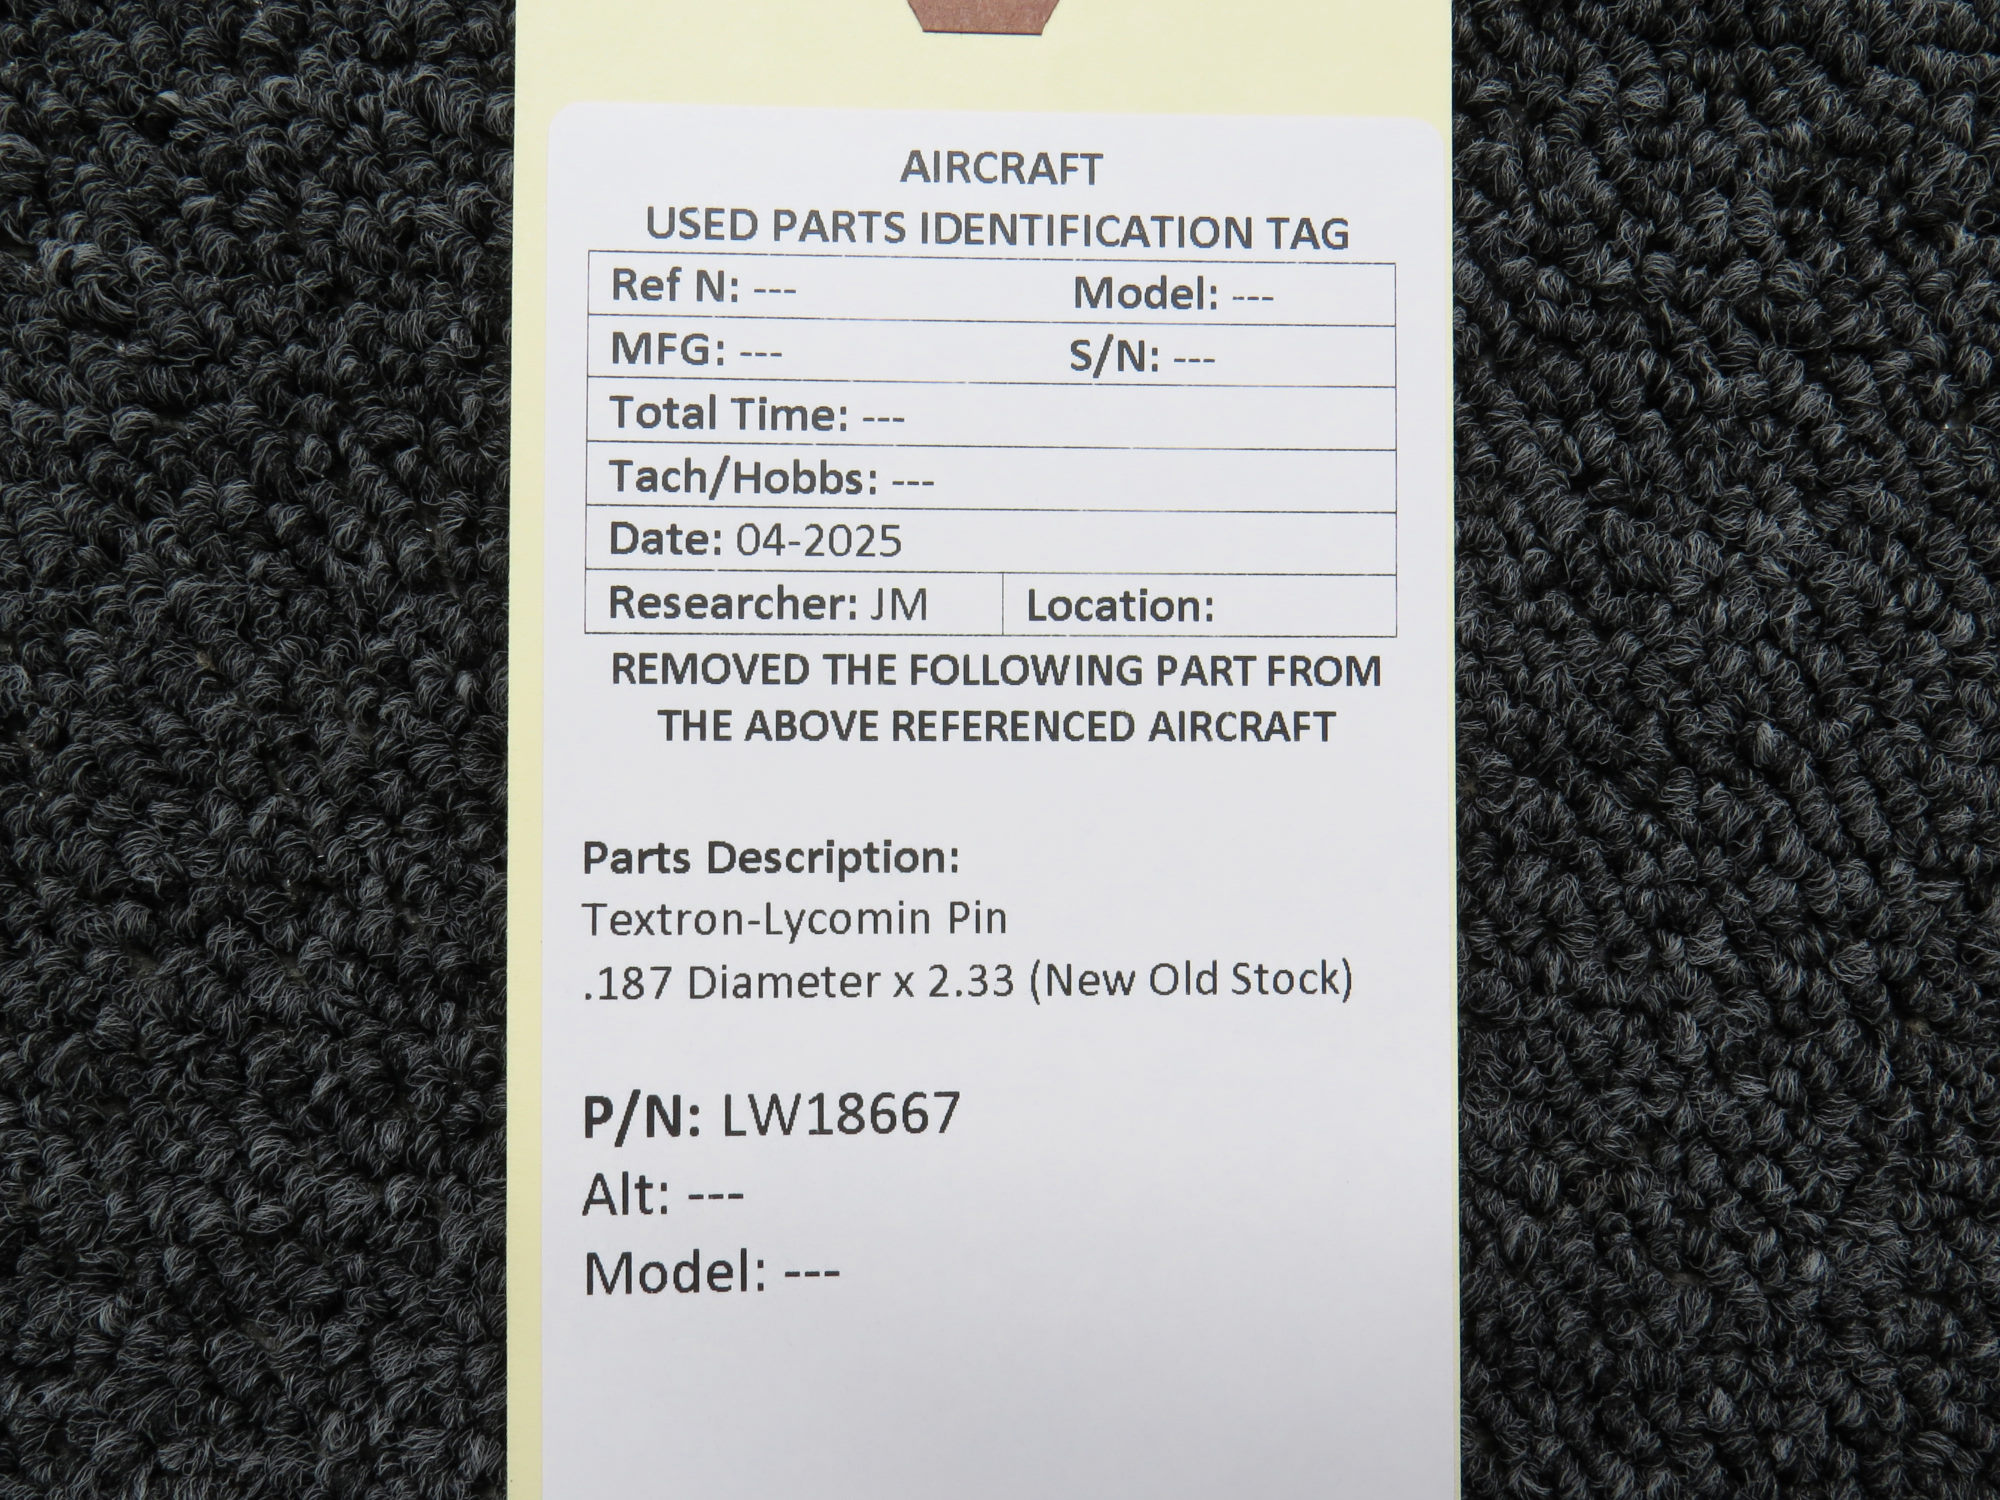 AIRCRAFT
USED PARTS IDENTIFICATION TAG
Ref N: --- Model: ---
MFG: --- S/N: ---
Total Time: ---
Tach/Hobbs: ---
Date: 04-2025
Researcher: JM Location:
REMOVED THE FOLLOWING PART FROM
THE ABOVE REFERENCED AIRCRAFT
Parts Description:
Textron-Lycomin Pin
.187 Diameter x 2.33 (New Old Stock)
P/N: LW18667
Alt: ---
Model: ---